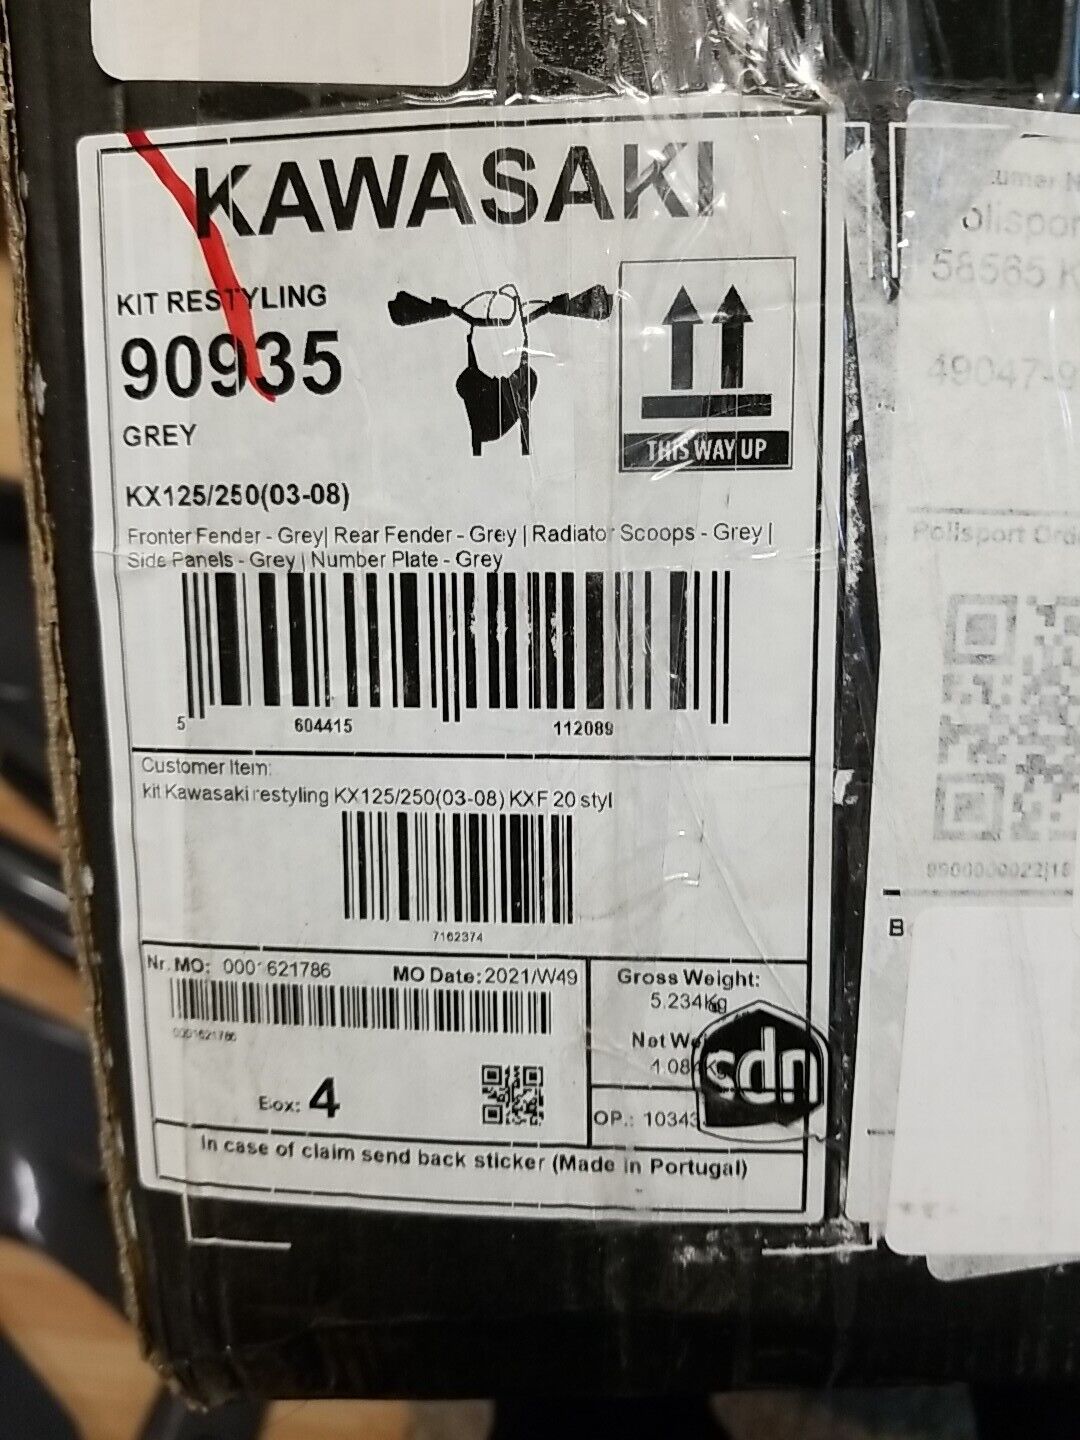 KAWASAKI
KIT RESTYLING
90935
GREY
THIS WAY UP
KX125/250(03-08)
Fronter Fender - Grey| Rear Fender - Grey | Radiator Scoops - Grey |
Side Panels - Grey | Number Plate - Grey
5 604415 112089
Customer Item:
kit Kawasaki restyling KX125/250(03-08) KXF 20 styl
7162374
Nr. MO: 0001621786 MO Date: 2021/W49
0001621786
Box: 4
Gross Weight:
5.234Kg
Net
sdn
OP.:
In case of claim send back sticker (Made in Portugal)
58565 K
Polisport
B